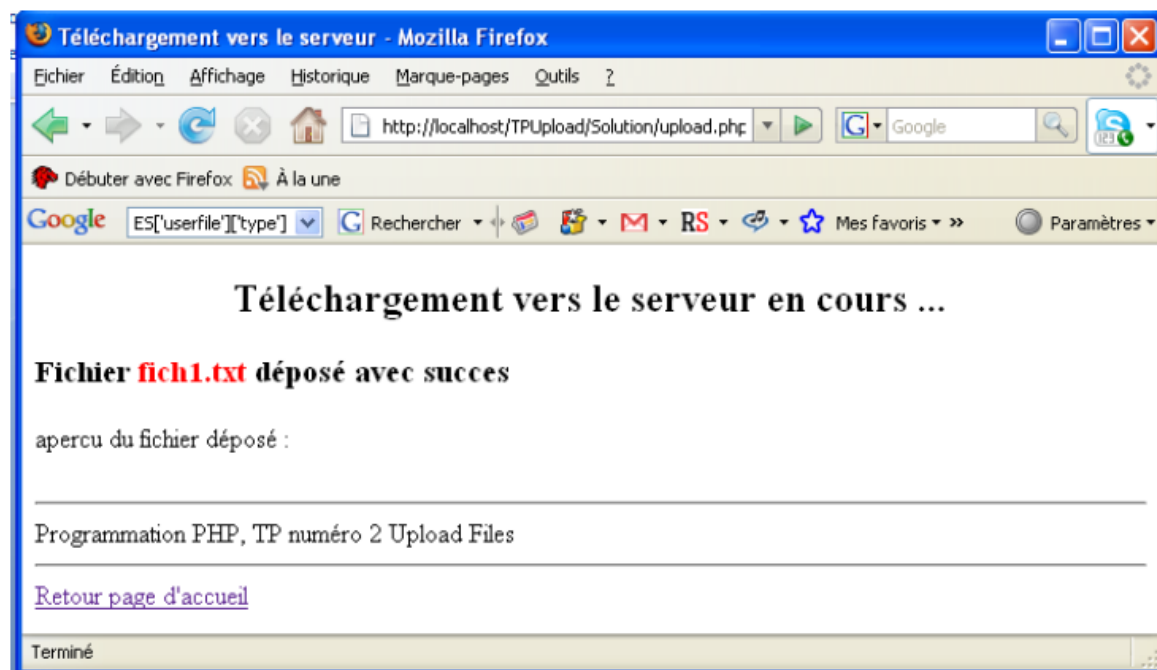 Téléchargement vers le serveur - Mozilla Firefox
Fichier Édition Affichage Historique Marque-pages Outils ?
http://localhost/TPUpload/Solution/upload.php G Google 123
Débuter avec Firefox À la une
Google ES['userfile']['type'] G Rechercher RS Mes favoris » Paramètres
Téléchargement vers le serveur en cours ...
Fichier fich1.txt déposé avec succes
apercu du fichier déposé :
Programmation PHP, TP numéro 2 Upload Files
Retour page d'accueil
Terminé